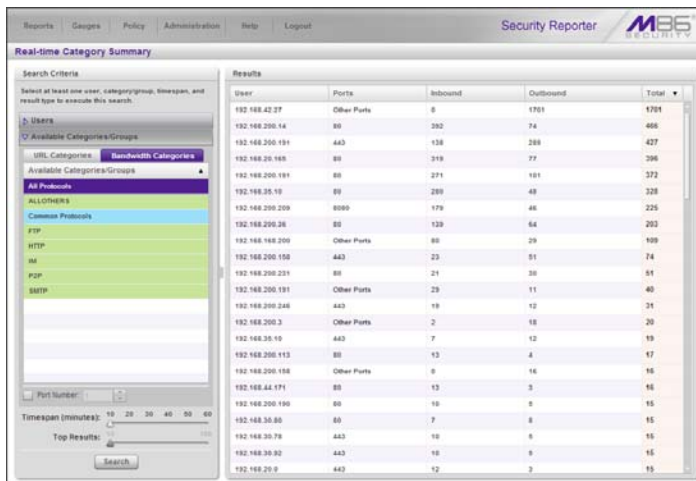 Reports Gauges Policy Administration Help Logout
Security Reporter
M86
SECURITY
Real-time Category Summary
Search Criteria
Select at least one user, category/group, timespan, and
result type to execute this search.
Users
Available Categories/Groups
URL Categories Bandwidth Categories
Available Categories/Groups
All Protocols
ALLOTHERS
Common Protocols
FTP
HTTP
IM
P2P
SMTP
Port Number:
Timespan (minutes): 10 20 30 40 50 60
Top Results:
Search
Results
User Ports Inbound Outbound Total
192.168.42.27 Other Ports 0 1701 1701
192.168.200.14 80 392 74 466
192.168.200.191 443 138 289 427
192.168.20.165 80 319 77 396
192.168.200.191 80 271 101 372
192.168.35.10 80 280 48 328
192.168.200.209 8080 179 46 225
192.168.200.26 80 139 64 203
192.168.168.200 Other Ports 80 29 109
192.168.200.158 443 23 51 74
192.168.200.231 80 21 30 51
192.168.200.191 Other Ports 29 11 40
192.168.200.246 443 19 12 31
192.168.200.3 Other Ports 2 18 20
192.168.35.10 443 7 12 19
192.168.200.113 80 13 4 17
192.168.200.158 Other Ports 0 16 16
192.168.44.171 80 13 3 16
192.168.200.190 80 10 5 15
192.168.30.80 80 7 8 15
192.168.30.78 443 10 5 15
192.168.30.92 443 10 5 15
192.168.20.0 443 12 3 15